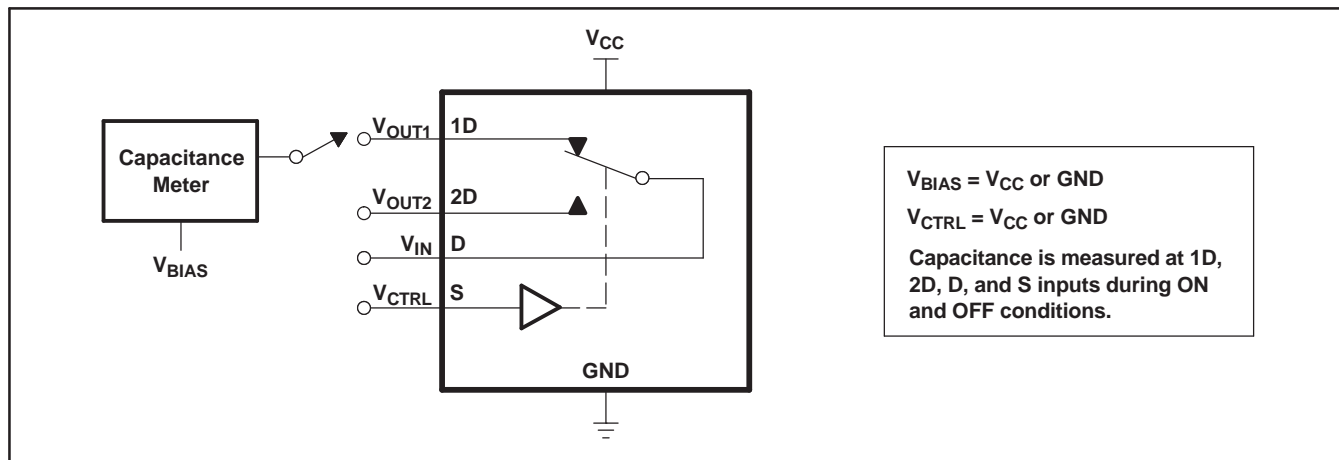 VCC
Capacitance
Meter
VBIAS
VOUT1 1D
VOUT2 2D
VIN D
VCTRL S
GND
VBIAS = VCC or GND
VCTRL = VCC or GND
Capacitance is measured at 1D,
2D, D, and S inputs during ON
and OFF conditions.